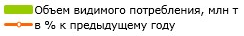 Объем видимого потребления, млн т
в % к предыдущему году